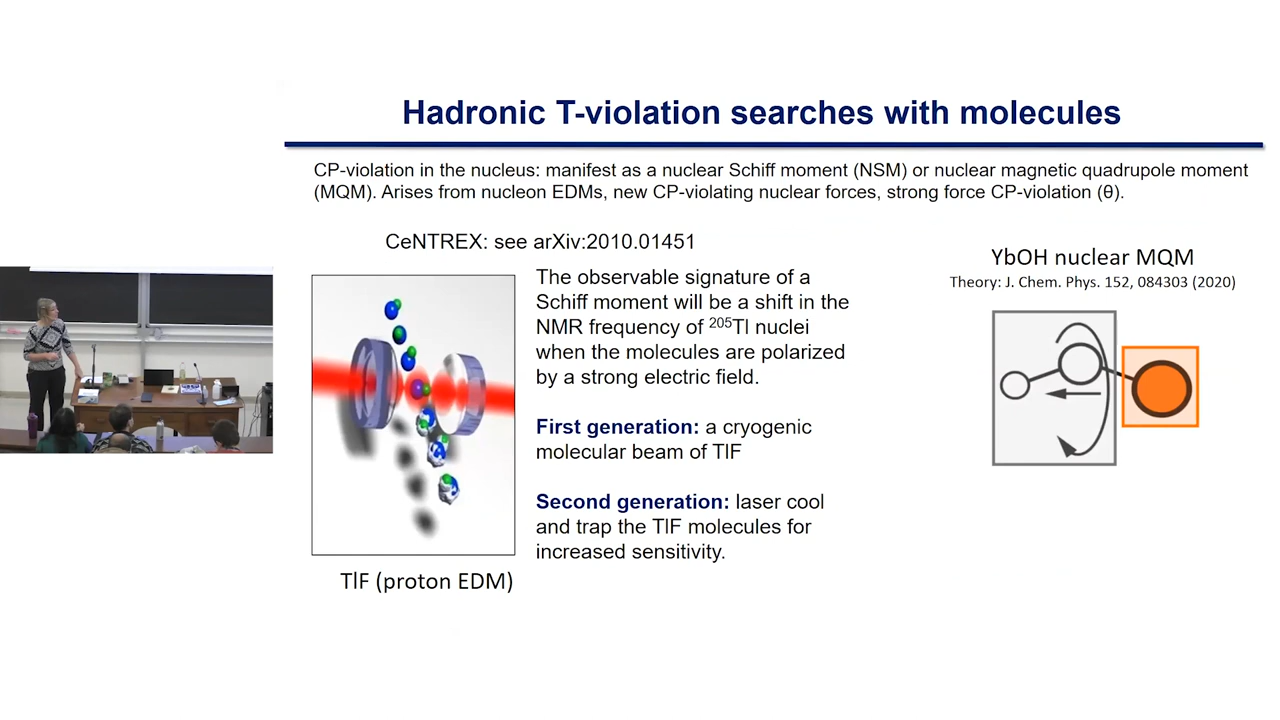 Hadronic T-violation searches with molecules
CP-violation in the nucleus: manifest as a nuclear Schiff moment (NSM) or nuclear magnetic quadrupole moment
(MQM). Arises from nucleon EDMs, new CP-violating nuclear forces, strong force CP-violation (θ).
CeNTREX: see arXiv:2010.01451
The observable signature of a
Schiff moment will be a shift in the
NMR frequency of ²⁰⁵Tl nuclei
when the molecules are polarized
by a strong electric field.
First generation: a cryogenic
molecular beam of TlF
Second generation: laser cool
and trap the TlF molecules for
increased sensitivity.
TlF (proton EDM)
YbOH nuclear MQM
Theory: J. Chem. Phys. 152, 084303 (2020)